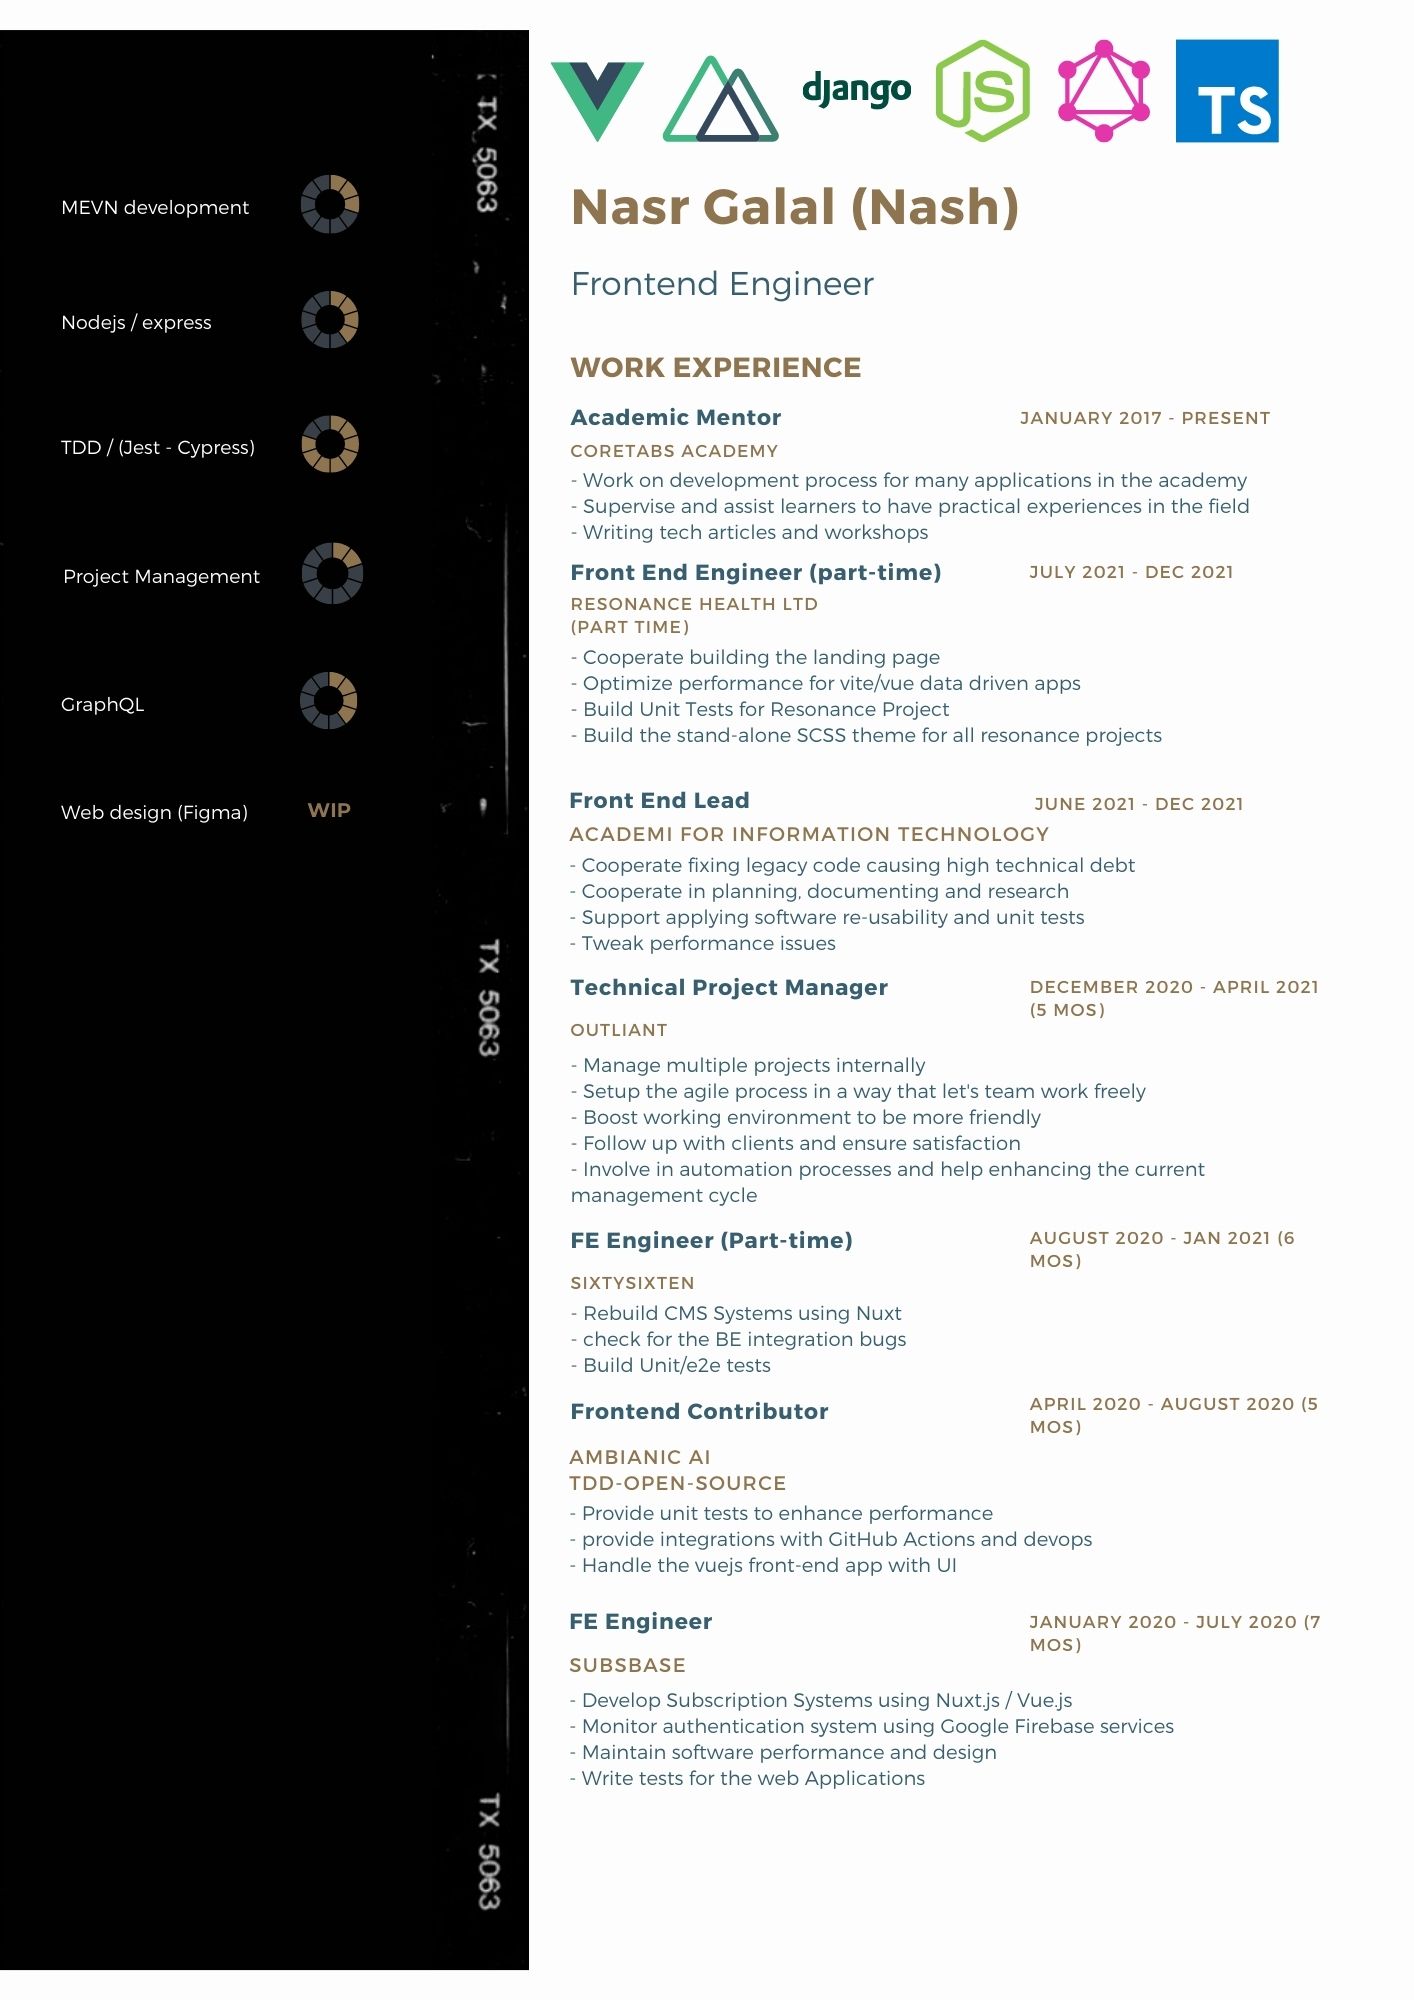 django
JS
TS
TX 5063
MEVN development
Nodejs / express
TDD / (Jest - Cypress)
Project Management
GraphQL
Web design (Figma) WIP
TX 5063
TX 5063
Nasr Galal (Nash)
Frontend Engineer
WORK EXPERIENCE
Academic Mentor JANUARY 2017 - PRESENT
CORETABS ACADEMY
- Work on development process for many applications in the academy
- Supervise and assist learners to have practical experiences in the field
- Writing tech articles and workshops
Front End Engineer (part-time) JULY 2021 - DEC 2021
RESONANCE HEALTH LTD
(PART TIME)
- Cooperate building the landing page
- Optimize performance for vite/vue data driven apps
- Build Unit Tests for Resonance Project
- Build the stand-alone SCSS theme for all resonance projects
Front End Lead JUNE 2021 - DEC 2021
ACADEMI FOR INFORMATION TECHNOLOGY
- Cooperate fixing legacy code causing high technical debt
- Cooperate in planning, documenting and research
- Support applying software re-usability and unit tests
- Tweak performance issues
Technical Project Manager DECEMBER 2020 - APRIL 2021
(5 MOS)
OUTLIANT
- Manage multiple projects internally
- Setup the agile process in a way that let's team work freely
- Boost working environment to be more friendly
- Follow up with clients and ensure satisfaction
- Involve in automation processes and help enhancing the current
management cycle
FE Engineer (Part-time) AUGUST 2020 - JAN 2021 (6
MOS)
SIXTYSIXTEN
- Rebuild CMS Systems using Nuxt
- check for the BE integration bugs
- Build Unit/e2e tests
Frontend Contributor APRIL 2020 - AUGUST 2020 (5
MOS)
AMBIANIC AI
TDD-OPEN-SOURCE
- Provide unit tests to enhance performance
- provide integrations with GitHub Actions and devops
- Handle the vuejs front-end app with UI
FE Engineer JANUARY 2020 - JULY 2020 (7
MOS)
SUBSBASE
- Develop Subscription Systems using Nuxt.js / Vue.js
- Monitor authentication system using Google Firebase services
- Maintain software performance and design
- Write tests for the web Applications